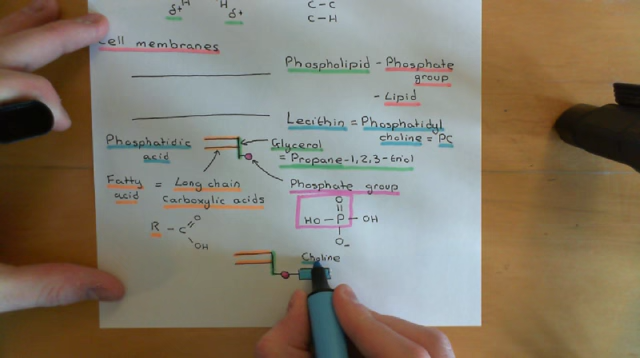 δ+ H H δ+
C - C
C - H
Cell membranes
Phospholipid - Phosphate
group
- Lipid
Lecithin = Phosphatidyl
choline = PC
Phosphatidic
acid
Glycerol
= Propane-1,2,3-triol
Fatty = Long chain
acid Carboxylic acids
Phosphate group
R - C O
OH
O
HO - P - OH
O-
Choline